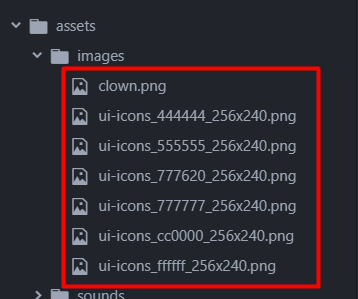 assets
images
clown.png
ui-icons_444444_256x240.png
ui-icons_555555_256x240.png
ui-icons_777620_256x240.png
ui-icons_777777_256x240.png
ui-icons_cc0000_256x240.png
ui-icons_ffffff_256x240.png
sounds